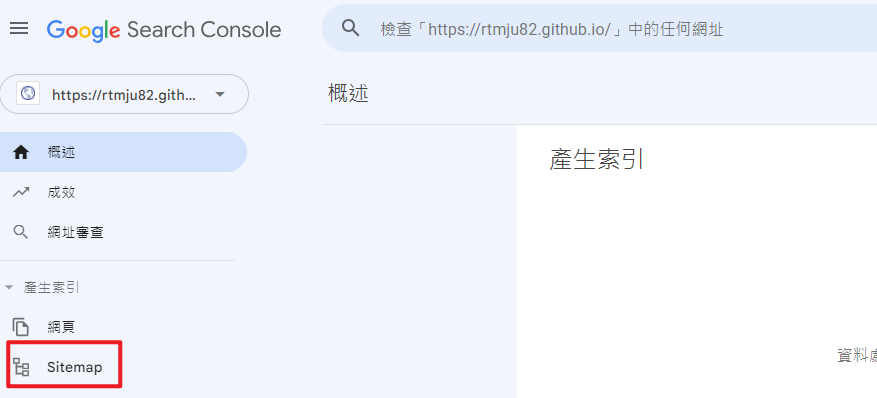 Google Search Console
檢查「https://rtmju82.github.io/」中的任何網址
https://rtmju82.gith...
概述
概述
成效
網址審查
產生索引
網頁
Sitemap
產生索引
資料處